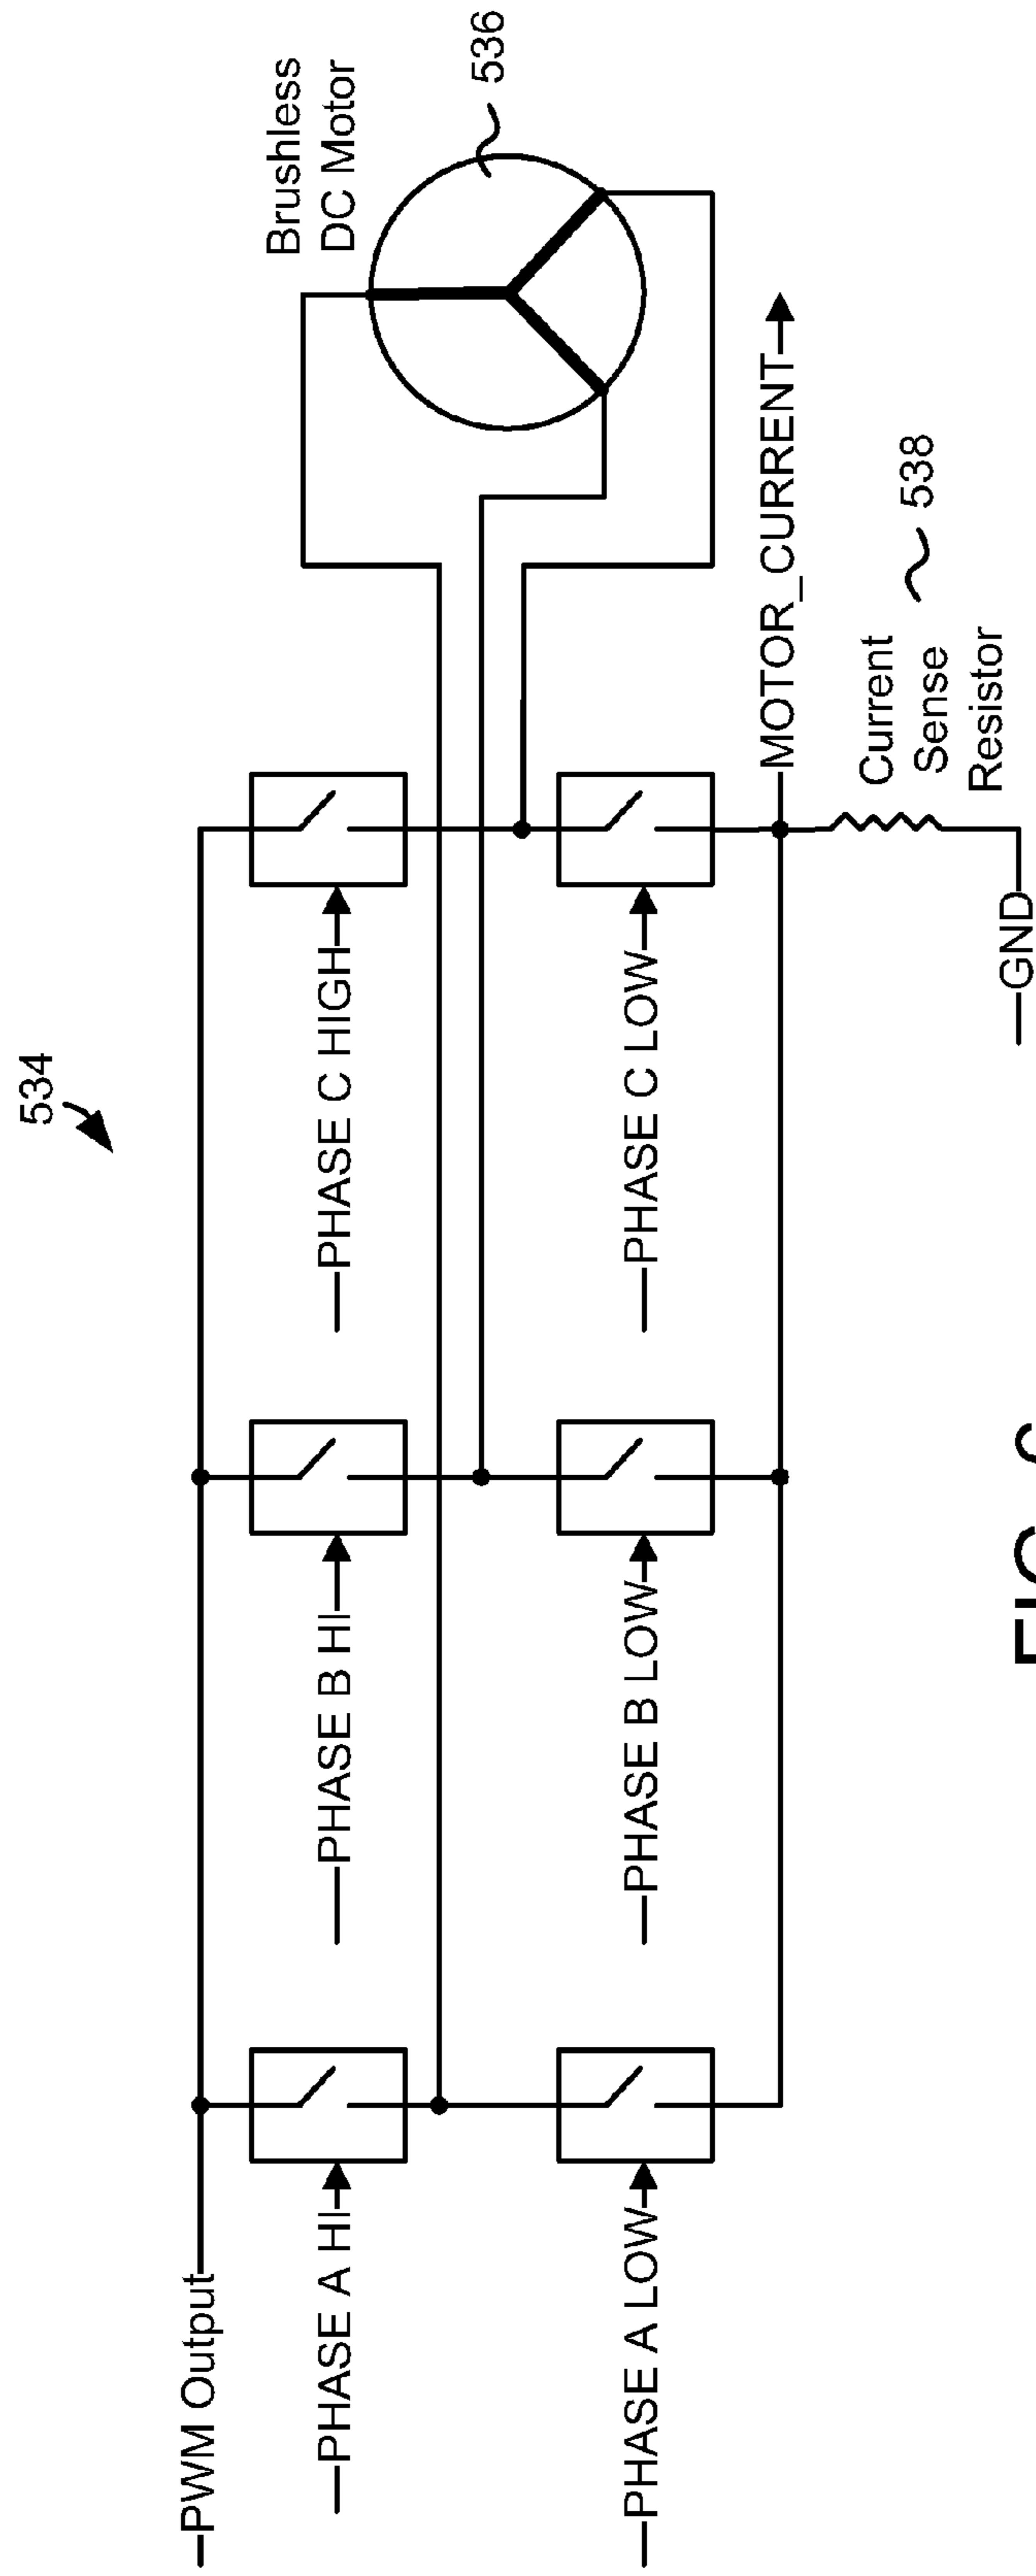 534
PWM Output
PHASE A HI
PHASE B HI
PHASE C HIGH
Brushless
DC Motor
536
PHASE A LOW
PHASE B LOW
PHASE C LOW
MOTOR_CURRENT
Current
Sense
Resistor
538
GND